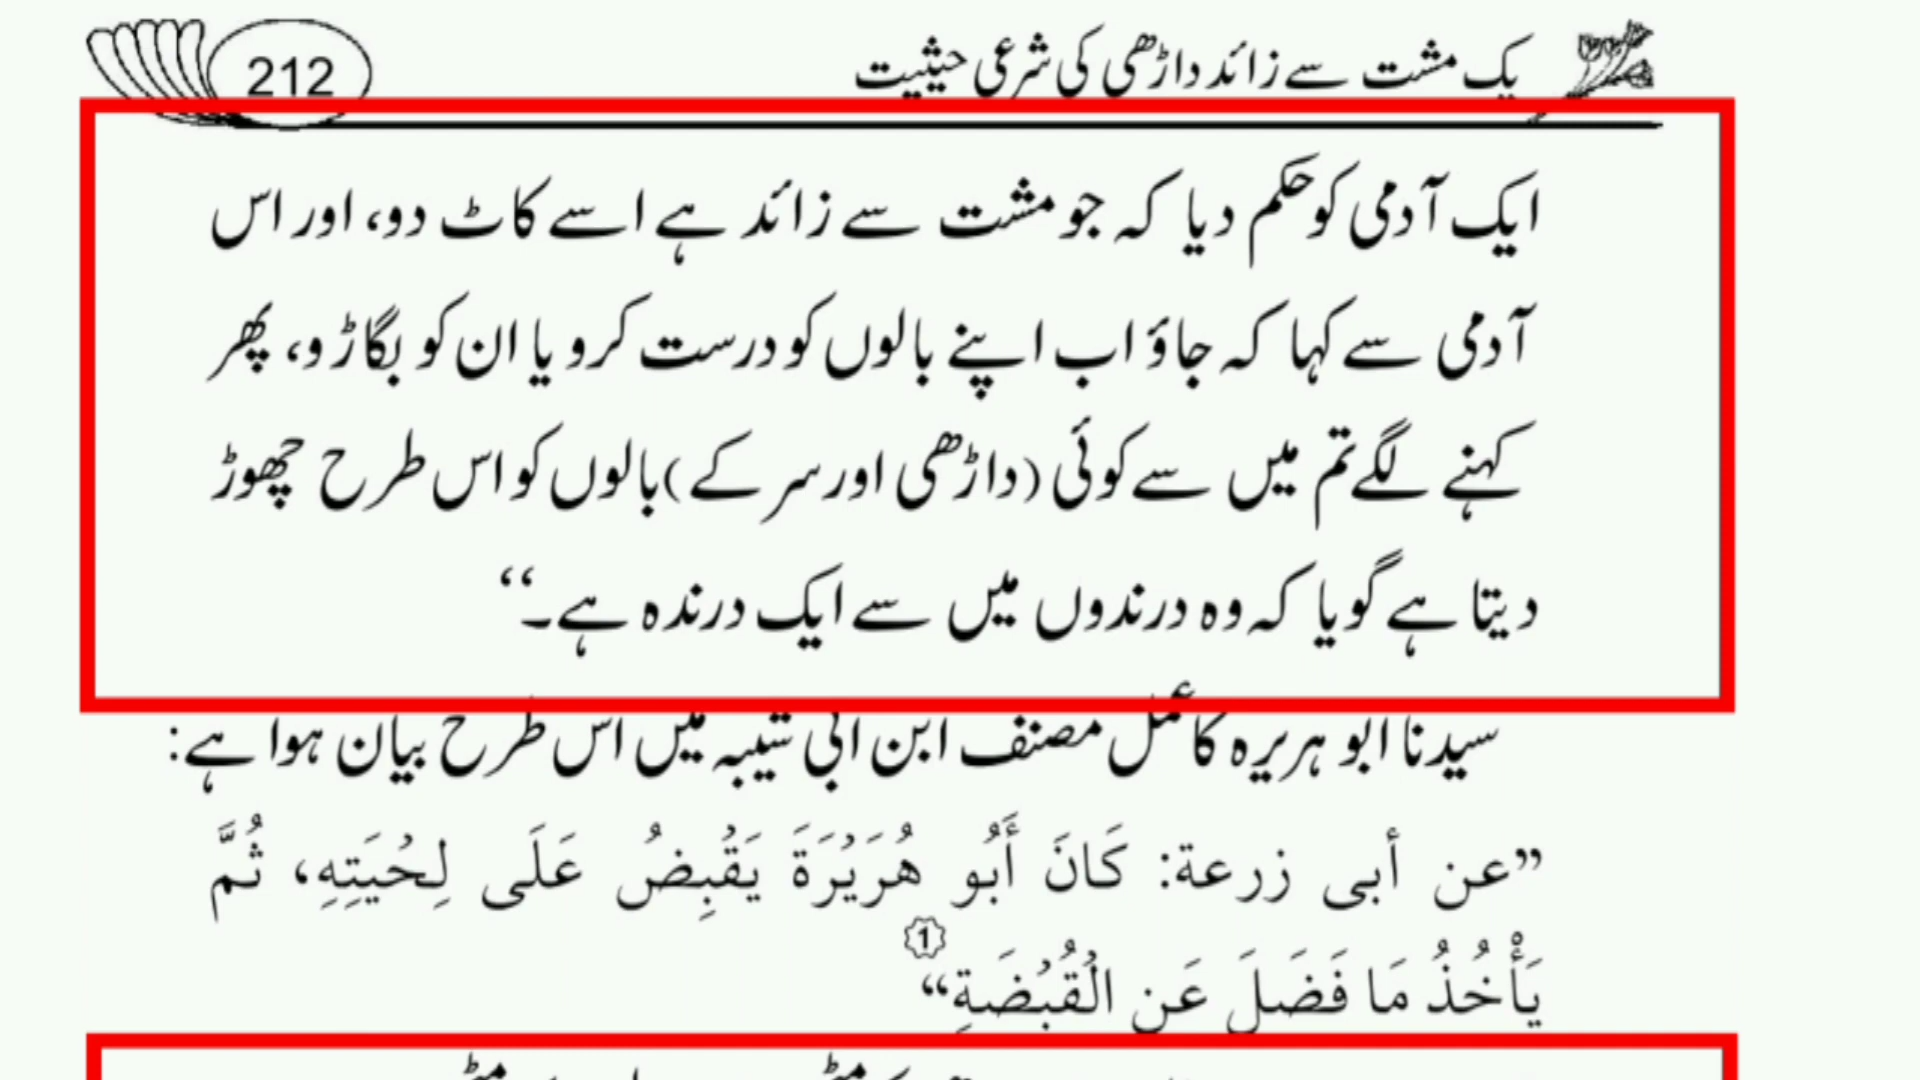 یک مشت سے زائد داڑھی کی شرعی حیثیت
212
ایک آدمی کو حکم دیا کہ جو مشت سے زائد ہے اسے کاٹ دو، اور اس
آدمی سے کہا کہ جاؤ اب اپنے بالوں کو درست کرو یا ان کو بگاڑو، پھر
کہنے لگے تم میں سے کوئی (داڑھی اور سر کے) بالوں کو اس طرح چھوڑ
دیتا ہے گویا کہ وہ درندوں میں سے ایک درندہ ہے۔‘‘
سیدنا ابو ہریرہ کا عمل مصنف ابن ابی شیبہ میں اس طرح بیان ہوا ہے:
”عن أبى زرعة: كَانَ أَبُو هُرَيْرَةَ يَقْبِضُ عَلَى لِحْيَتِهِ، ثُمَّ
يَأْخُذُ مَا فَضَلَ عَنِ الْقُبْضَةِ“ 1